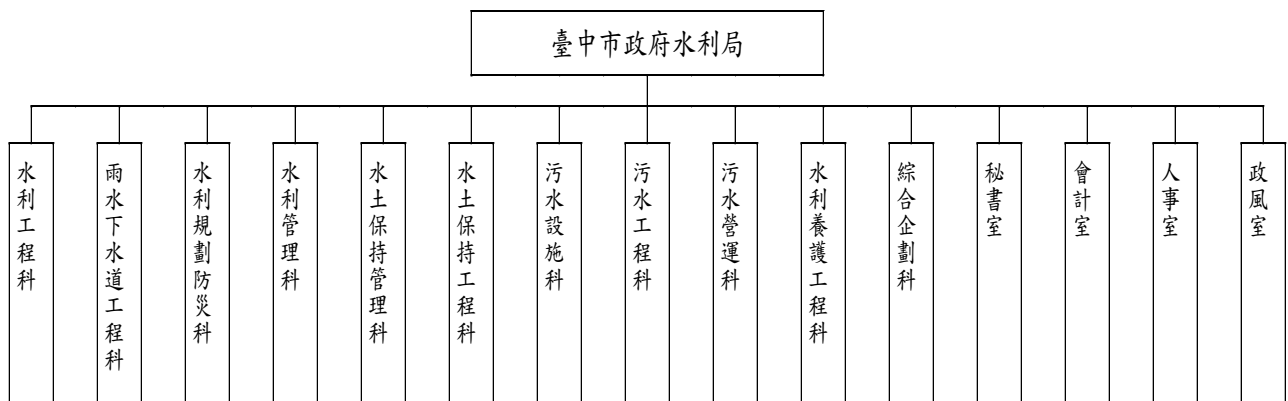 臺中市政府水利局
水利工程科
雨水下水道工程科
水利規劃防災科
水利管理科
水土保持管理科
水土保持工程科
污水設施科
污水工程科
污水營運科
水利養護工程科
綜合企劃科
秘書室
會計室
人事室
政風室